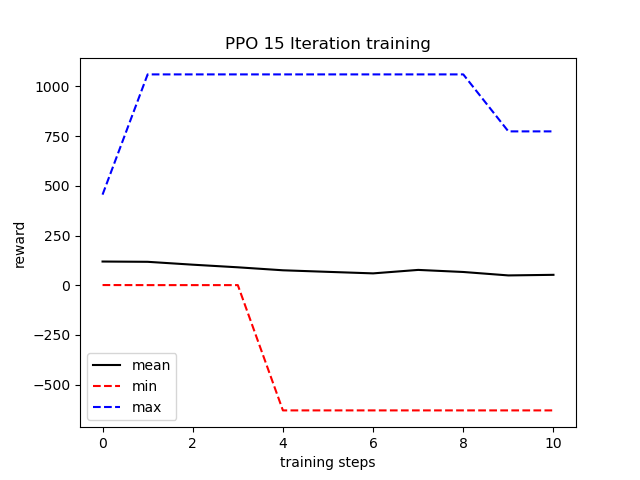 PPO 15 Iteration training
reward
1000
750
500
250
0
−250
−500
mean
min
max
0 2 4 6 8 10
training steps